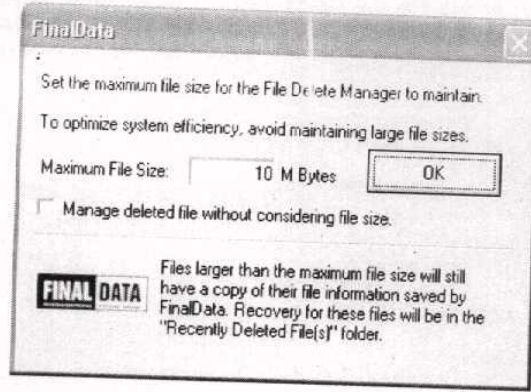 FinalData
Set the maximum file size for the File Delete Manager to maintain.
To optimize system efficiency, avoid maintaining large file sizes.
Maximum File Size: 10 M Bytes OK
Manage deleted file without considering file size.
FINAL DATA
Files larger than the maximum file size will still
have a copy of their file information saved by
FinalData. Recovery for these files will be in the
"Recently Deleted File(s)" folder.